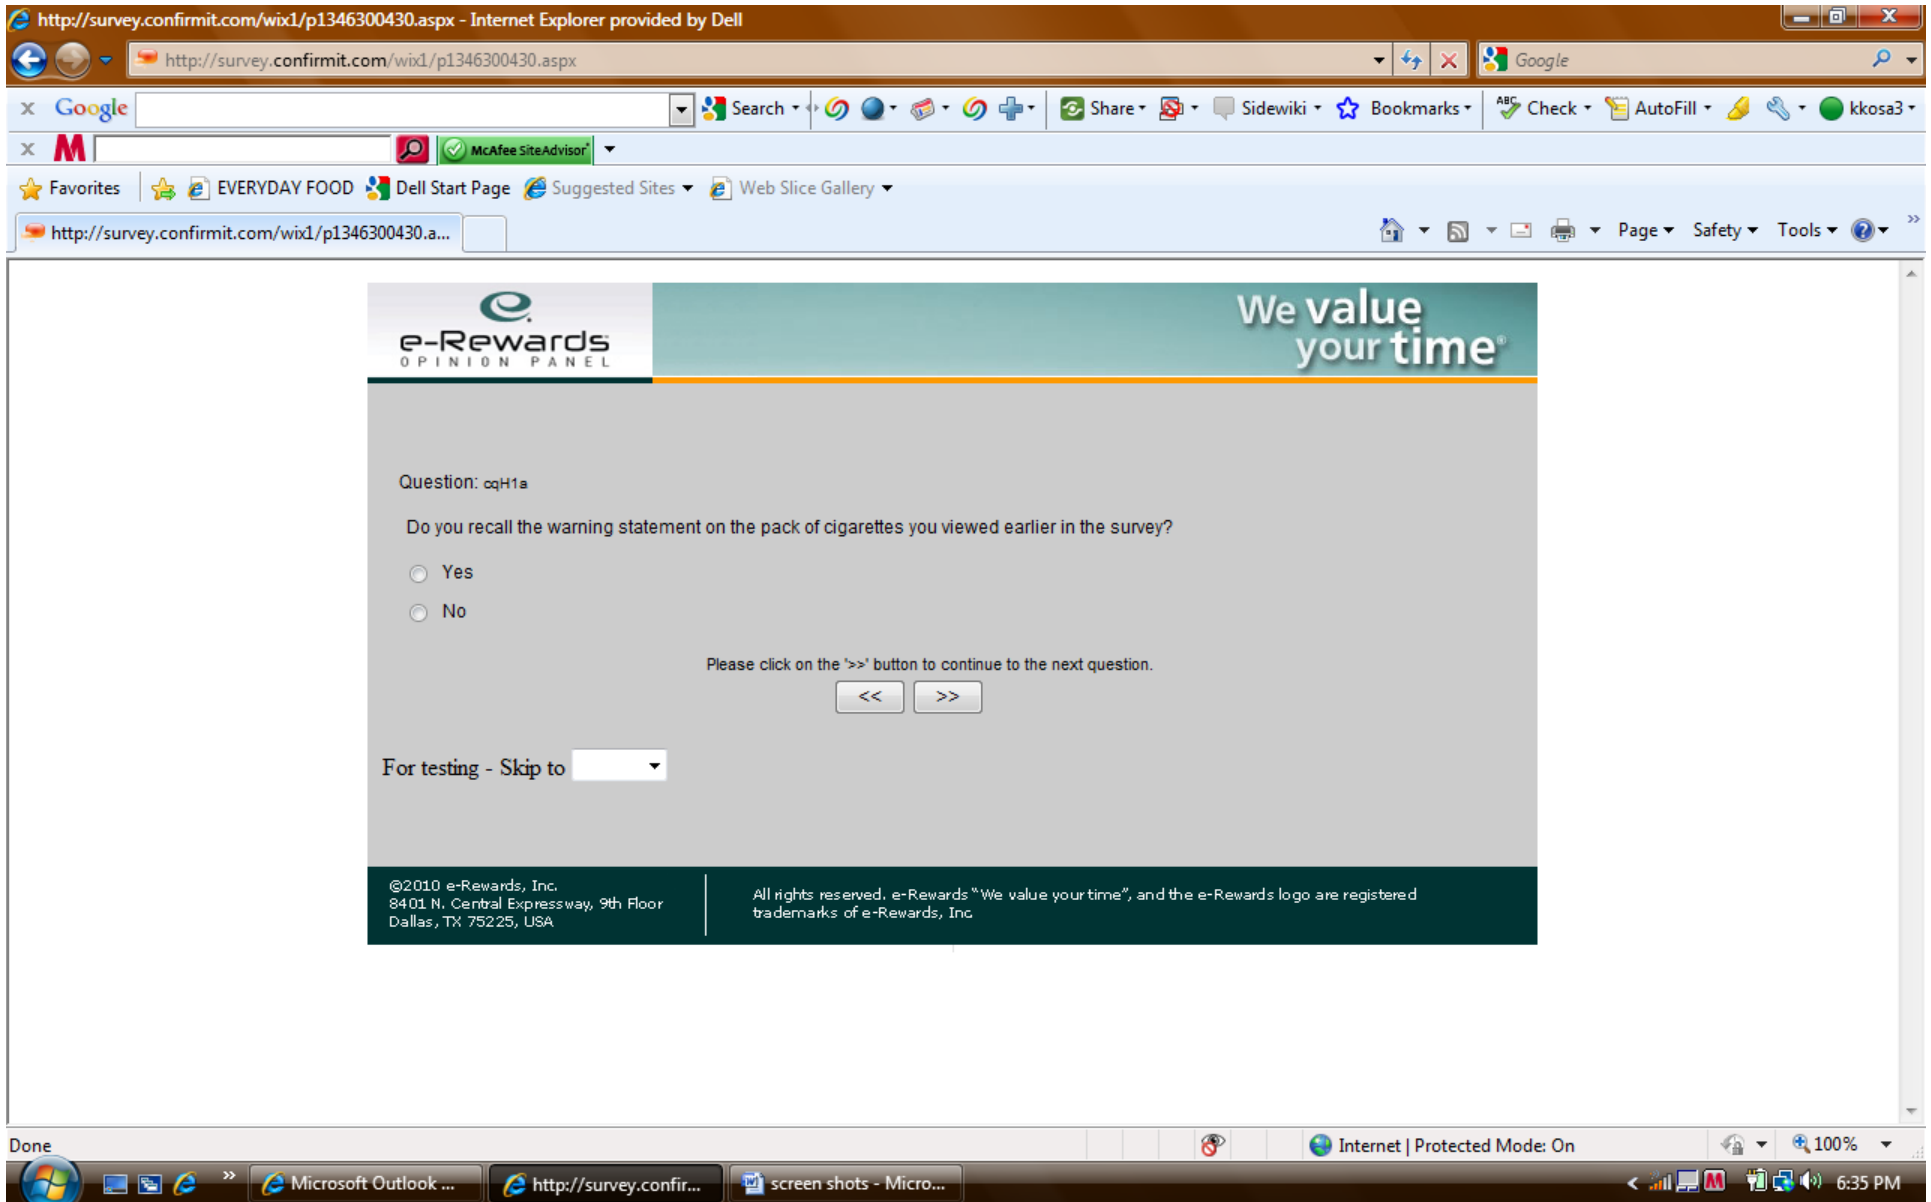 http://survey.confirmit.com/wix1/p1346300430.aspx - Internet Explorer provided by Dell
http://survey.confirmit.com/wix1/p1346300430.aspx
Google
x Google
Search
Share
Sidewiki
Bookmarks
Check
AutoFill
kkosa3
x M
McAfee SiteAdvisor
Favorites
EVERYDAY FOOD
Dell Start Page
Suggested Sites
Web Slice Gallery
http://survey.confirmit.com/wix1/p1346300430.a...
Page
Safety
Tools
e-Rewards
OPINION PANEL
We value
your time®
Question: cqH1a
Do you recall the warning statement on the pack of cigarettes you viewed earlier in the survey?
Yes
No
Please click on the '>>' button to continue to the next question.
<< >>
For testing - Skip to
©2010 e-Rewards, Inc.
8401 N. Central Expressway, 9th Floor
Dallas, TX 75225, USA
All rights reserved. e-Rewards "We value your time", and the e-Rewards logo are registered
trademarks of e-Rewards, Inc
Done
Internet | Protected Mode: On
100%
Microsoft Outlook ...
http://survey.confir...
screen shots - Micro...
6:35 PM